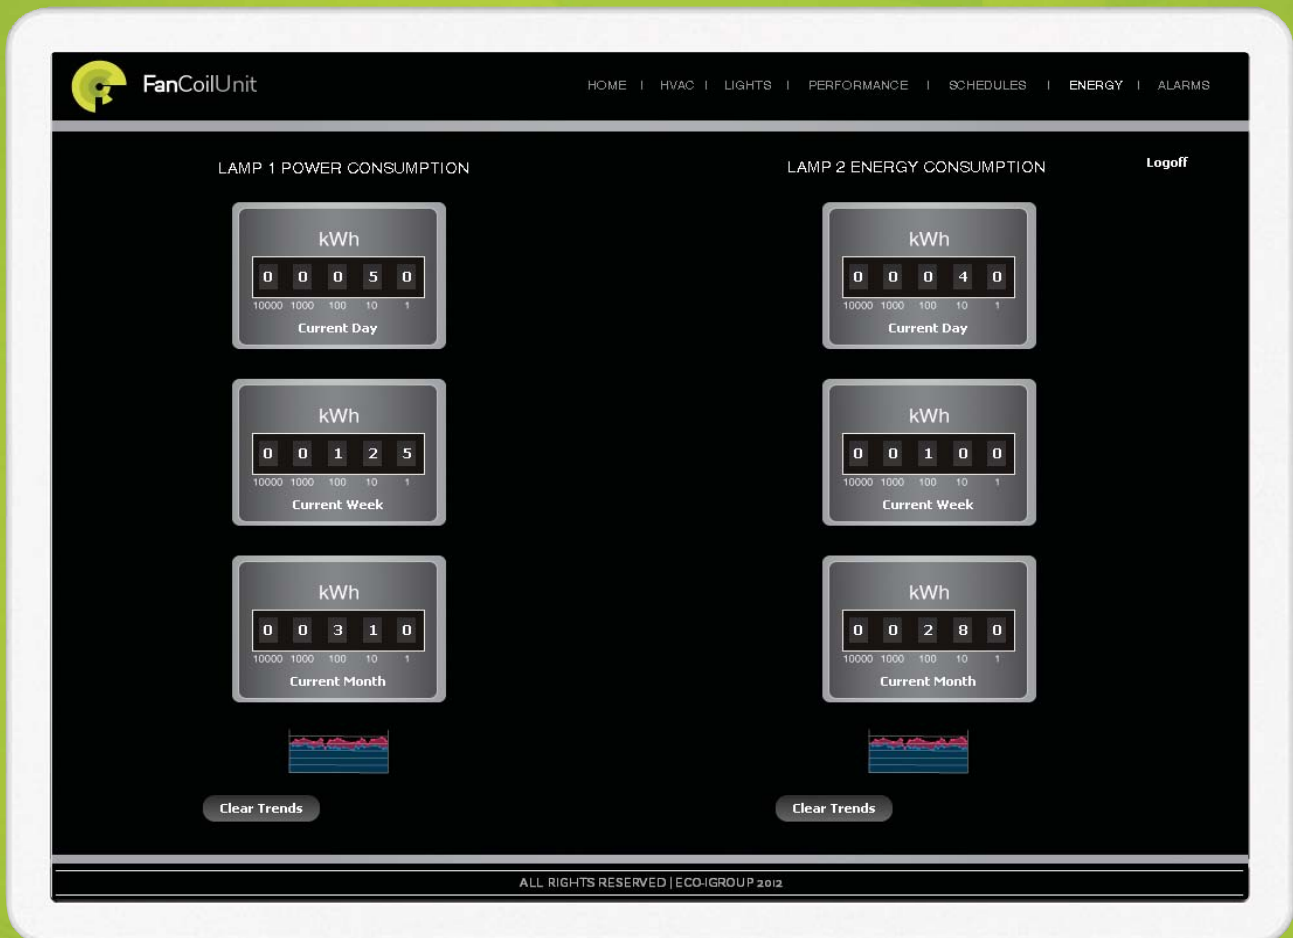 FanCoilUnit
HOME | HVAC | LIGHTS | PERFORMANCE | SCHEDULES | ENERGY | ALARMS
Logoff
LAMP 1 POWER CONSUMPTION
kWh
0 0 0 5 0
10000 1000 100 10 1
Current Day
kWh
0 0 1 2 5
10000 1000 100 10 1
Current Week
kWh
0 0 3 1 0
10000 1000 100 10 1
Current Month
Clear Trends
LAMP 2 ENERGY CONSUMPTION
kWh
0 0 0 4 0
10000 1000 100 10 1
Current Day
kWh
0 0 1 0 0
10000 1000 100 10 1
Current Week
kWh
0 0 2 8 0
10000 1000 100 10 1
Current Month
Clear Trends
ALL RIGHTS RESERVED | ECO-IGROUP 2012